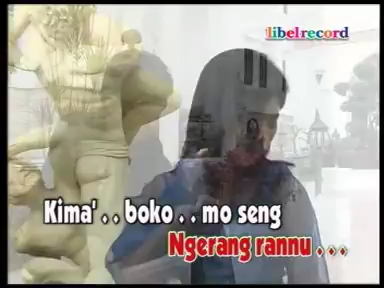 libelrecord
Kima' . . boko . . mo seng
Ngerang rannu . . .